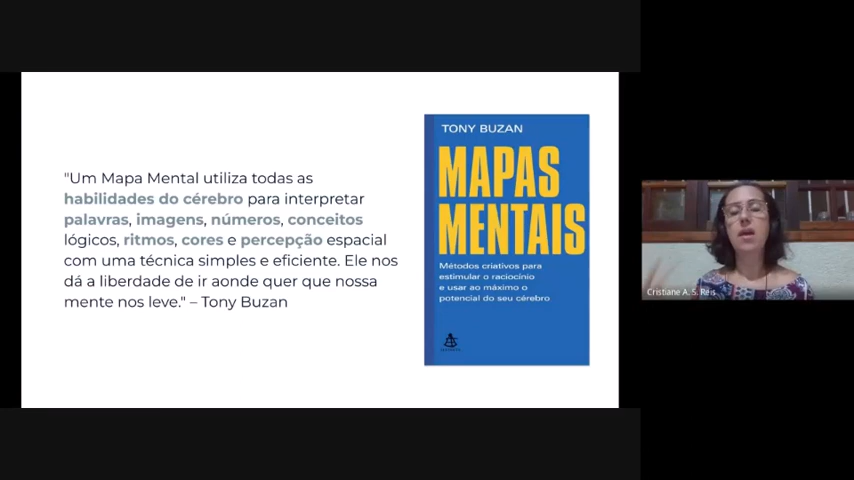 "Um Mapa Mental utiliza todas as
habilidades do cérebro para interpretar
palavras, imagens, números, conceitos
lógicos, ritmos, cores e percepção espacial
com uma técnica simples e eficiente. Ele nos
dá a liberdade de ir aonde quer que nossa
mente nos leve." – Tony Buzan
TONY BUZAN
MAPAS
MENTAIS
Métodos criativos para
estimular o raciocínio
e usar ao máximo o
potencial do seu cérebro
Cristiane A. S. Reis